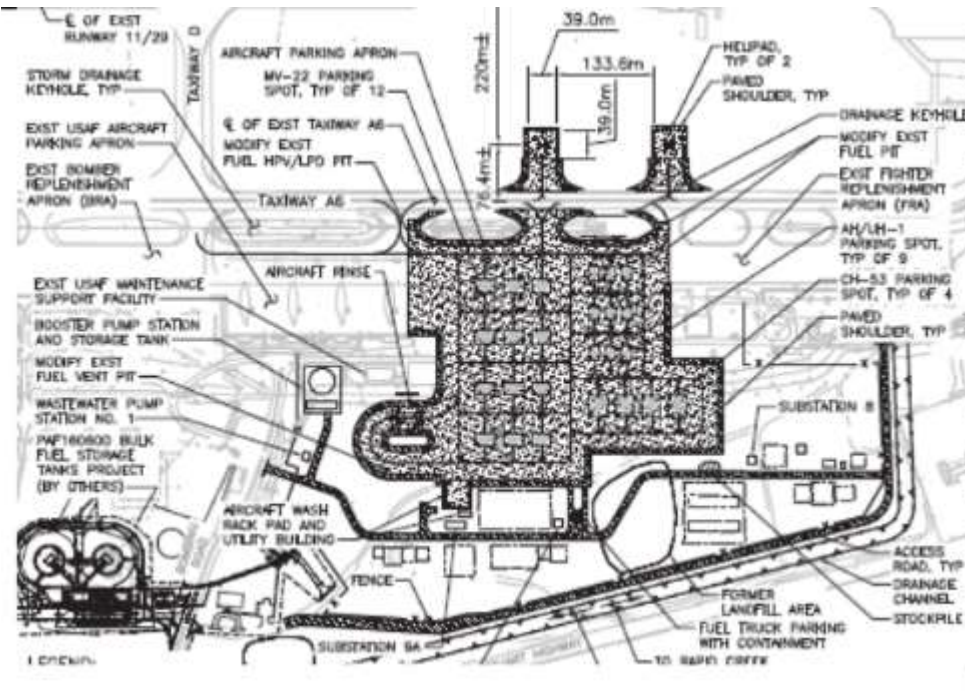 ℄ OF EXST
RUNWAY 11/29
TAXIWAY D
STORM DRAINAGE
KEYHOLE, TYP
EXST USAF AIRCRAFT
PARKING APRON
EXST BOMBER
REPLENISHMENT
APRON (BRA)
AIRCRAFT PARKING APRON
MV-22 PARKING
SPOT, TYP OF 12
℄ OF EXST TAXIWAY A6
MODIFY EXST
FUEL HPV/LPD PIT
TAXIWAY A6
220m
39.0m
133.6m
39.0m
76.4m
HELIPAD,
TYP OF 2
PAVED
SHOULDER, TYP
DRAINAGE KEYHOLE
MODIFY EXST
FUEL PIT
EXST FIGHTER
REPLENISHMENT
APRON (FRA)
AH/UH-1
PARKING SPOT,
TYP OF 9
CH-53 PARKING
SPOT, TYP OF 4
PAVED
SHOULDER, TYP
AIRCRAFT RINSE
EXST USAF MAINTENANCE
SUPPORT FACILITY
BOOSTER PUMP STATION
AND STORAGE TANK
MODIFY EXST
FUEL VENT PIT
WASTEWATER PUMP
STATION NO. 1
PAF160600 BULK
FUEL STORAGE
TANKS PROJECT
(BY OTHERS)
AIRCRAFT WASH
RACK PAD AND
UTILITY BUILDING
FENCE
SUBSTATION 9A
SUBSTATION B
ACCESS
ROAD, TYP
DRAINAGE
CHANNEL
STOCKPILE
FORMER
LANDFILL AREA
FUEL TRUCK PARKING
WITH CONTAINMENT
TO RAPID CREEK
LEGEND: